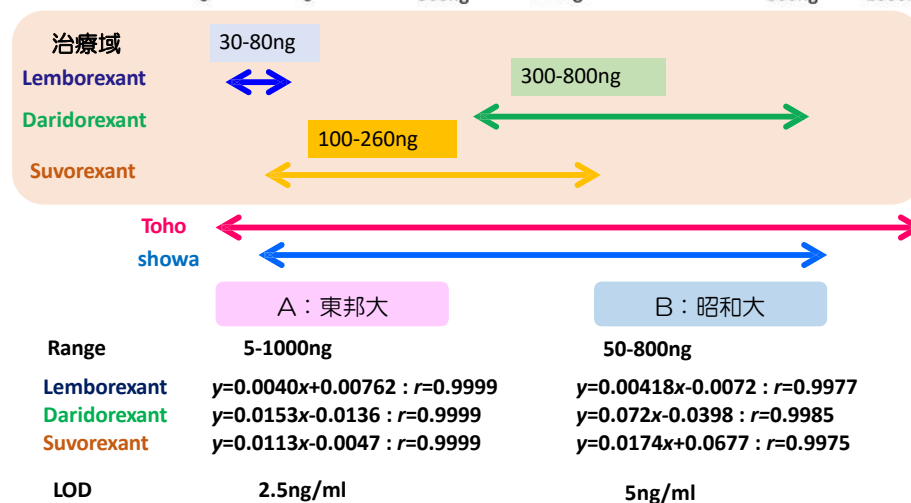 治療域
30-80ng
Lemborexant
300-800ng
Daridorexant
100-260ng
Suvorexant
Toho
showa
A：東邦大 B：昭和大
Range 5-1000ng 50-800ng
Lemborexant y=0.0040x+0.00762 : r=0.9999 y=0.00418x-0.0072 : r=0.9977
Daridorexant y=0.0153x-0.0136 : r=0.9999 y=0.072x-0.0398 : r=0.9985
Suvorexant y=0.0113x-0.0047 : r=0.9999 y=0.0174x+0.0677 : r=0.9975
LOD 2.5ng/ml 5ng/ml